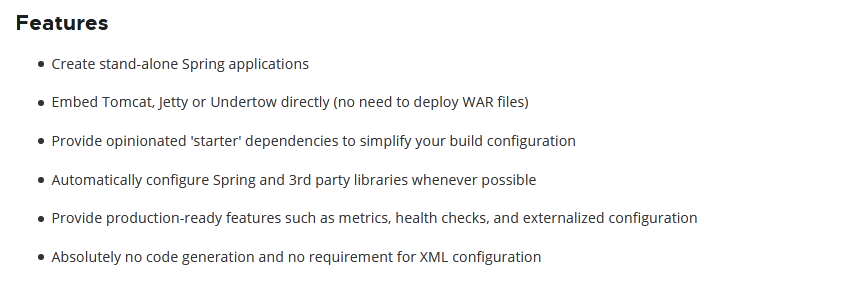 Features
Create stand-alone Spring applications
Embed Tomcat, Jetty or Undertow directly (no need to deploy WAR files)
Provide opinionated 'starter' dependencies to simplify your build configuration
Automatically configure Spring and 3rd party libraries whenever possible
Provide production-ready features such as metrics, health checks, and externalized configuration
Absolutely no code generation and no requirement for XML configuration